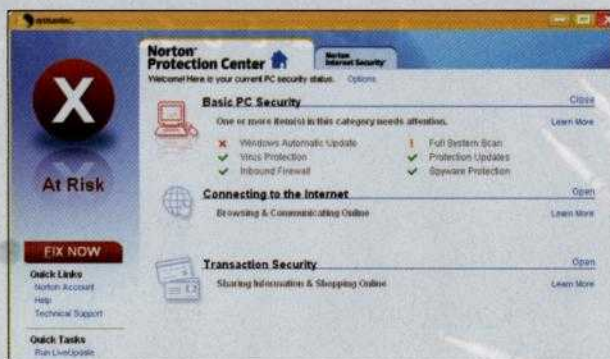 symantec.
Norton
Protection Center
Norton
Internet Security
Welcome! Here is your current PC security status. Options
X
At Risk
FIX NOW
Quick Links
Norton Account
Help
Technical Support
Quick Tasks
Run LiveUpdate
Basic PC Security Close
One or more item(s) in this category needs attention. Learn More
Windows Automatic Update ! Full System Scan
Virus Protection Protection Updates
Inbound Firewall Spyware Protection
Connecting to the Internet Open
Browsing & Communicating Online Learn More
Transaction Security Open
Sharing Information & Shopping Online Learn More